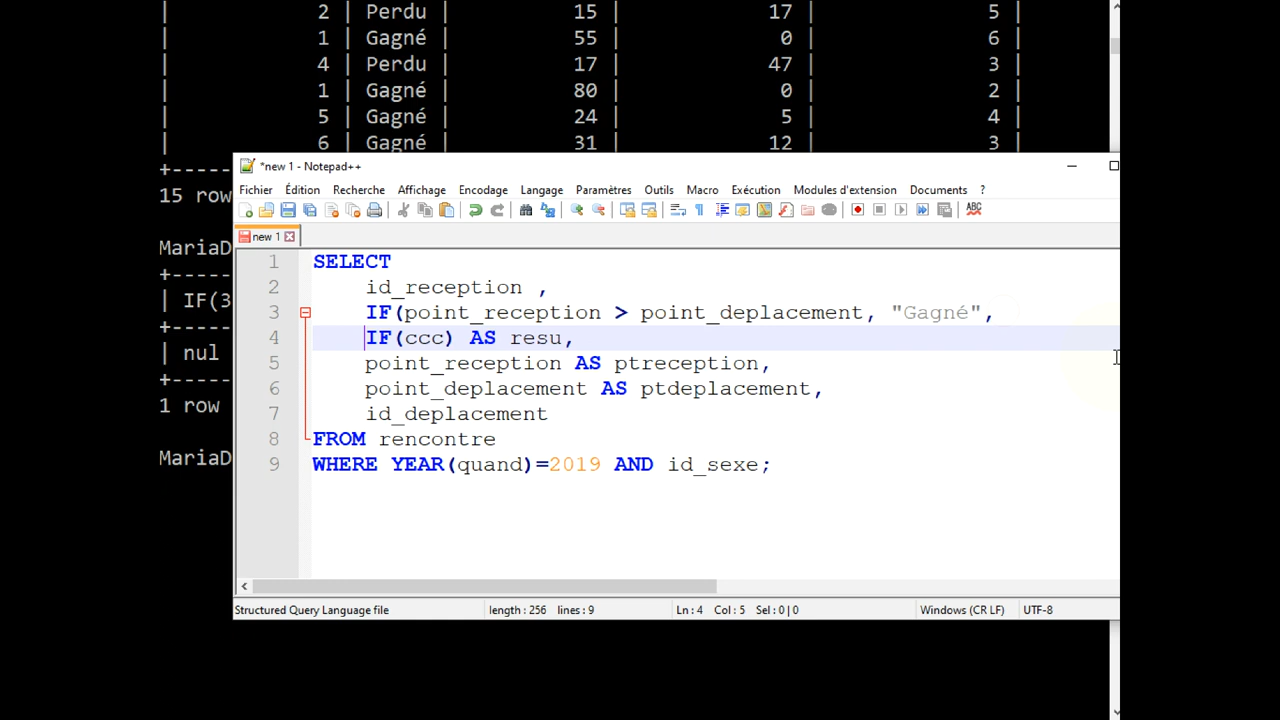 | 2 | Perdu | 15 | 17 | 5 |
| 1 | Gagné | 55 | 0 | 6 |
| 4 | Perdu | 17 | 47 | 3 |
| 1 | Gagné | 80 | 0 | 2 |
| 5 | Gagné | 24 | 5 | 4 |
| 6 | Gagné | 31 | 12 | 3 |
+-----
15 row
MariaD
+-----
| IF(3
+-----
| nul
+-----
1 row
MariaD
*new 1 - Notepad++
Fichier Édition Recherche Affichage Encodage Langage Paramètres Outils Macro Exécution Modules d'extension Documents ?
new 1
1 SELECT
2 id_reception ,
3 IF(point_reception > point_deplacement, "Gagné",
4 IF(ccc) AS resu,
5 point_reception AS ptreception,
6 point_deplacement AS ptdeplacement,
7 id_deplacement
8 FROM rencontre
9 WHERE YEAR(quand)=2019 AND id_sexe;
Structured Query Language file length : 256 lines : 9 Ln : 4 Col : 5 Sel : 0 | 0 Windows (CR LF) UTF-8